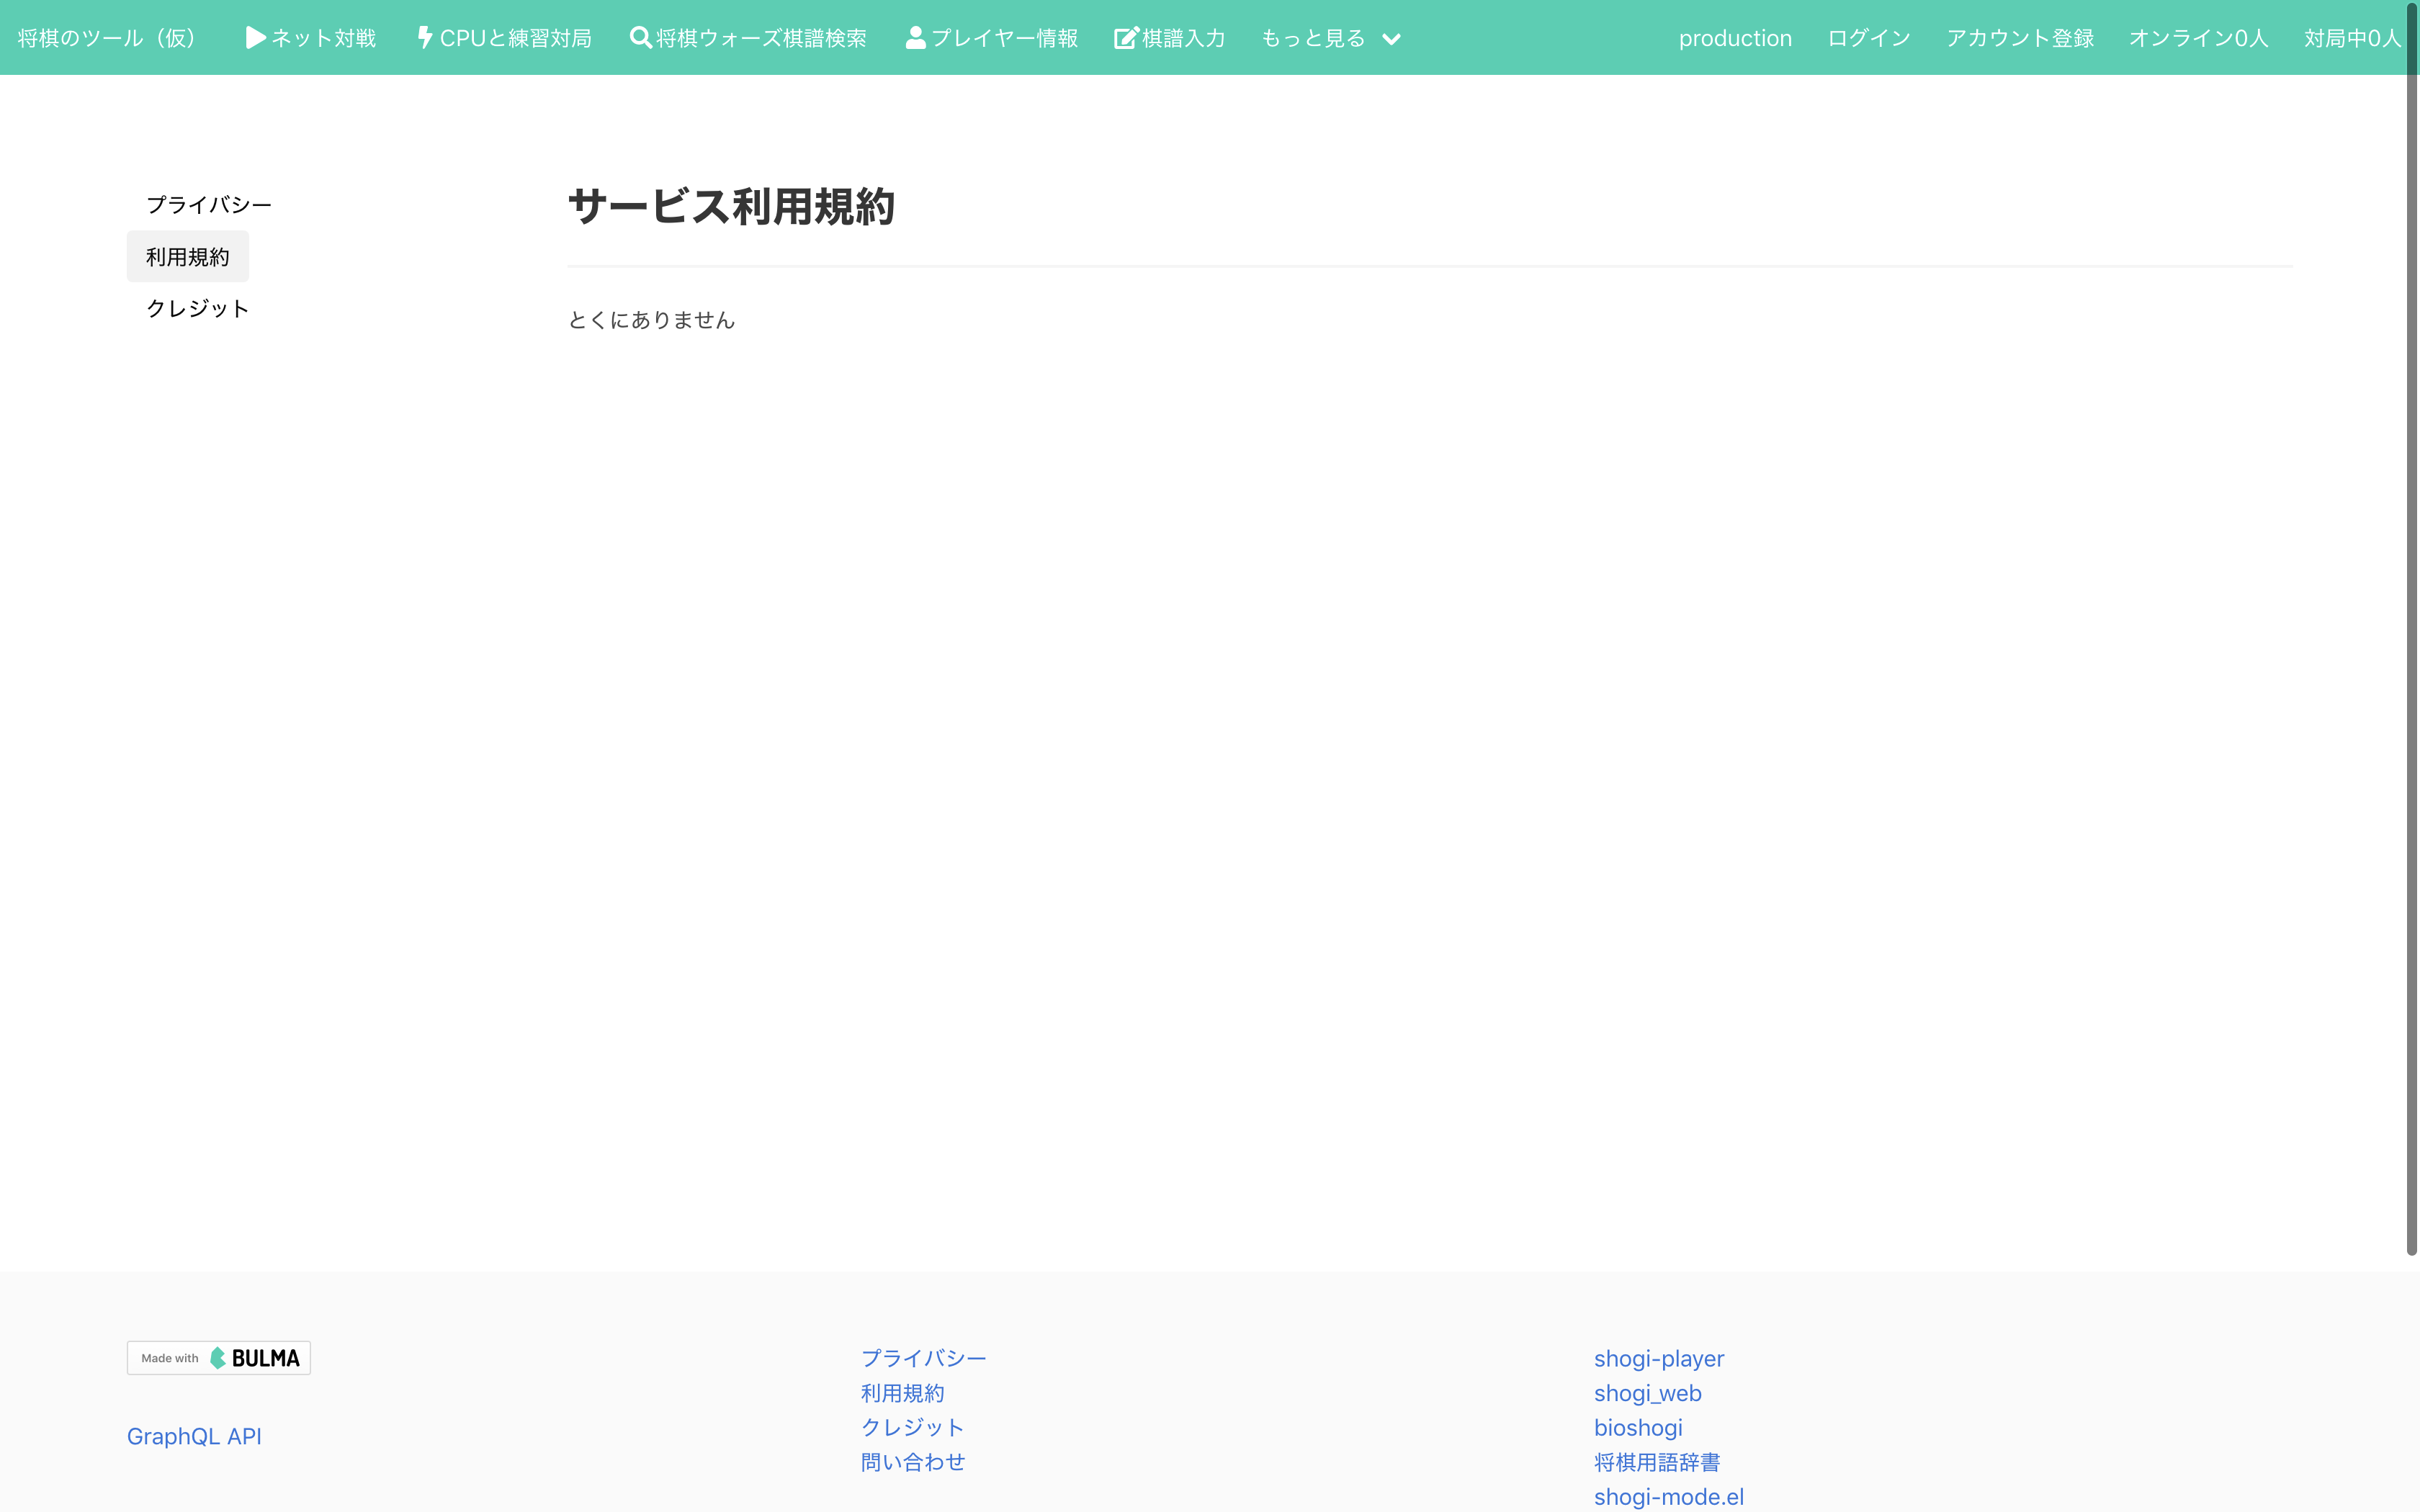 将棋のツール（仮） ネット対戦 CPUと練習対局 将棋ウォーズ棋譜検索 プレイヤー情報 棋譜入力 もっと見る production ログイン アカウント登録 オンライン0人 対局中0人
プライバシー
利用規約
クレジット
サービス利用規約
とくにありません
Made with BULMA
GraphQL API
プライバシー
利用規約
クレジット
問い合わせ
shogi-player
shogi_web
bioshogi
将棋用語辞書
shogi-mode.el